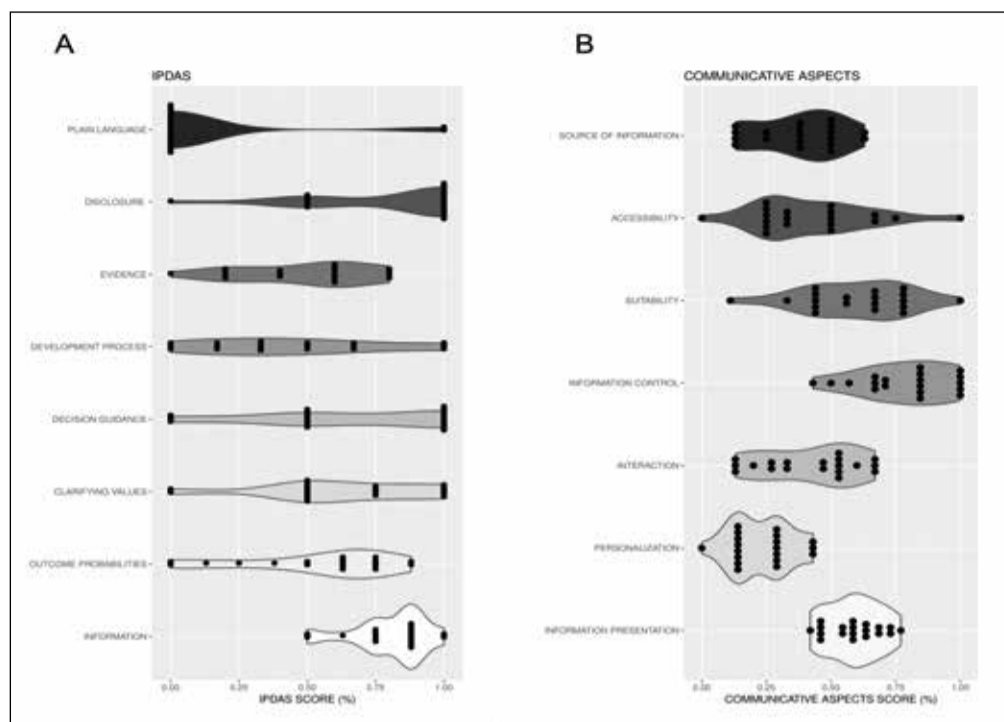 A
IPDAS
PLAIN LANGUAGE
DISCLOSURE
EVIDENCE
DEVELOPMENT PROCESS
DECISION GUIDANCE
CLARIFYING VALUES
OUTCOME PROBABILITIES
INFORMATION
0.00 0.25 0.50 0.75 1.00
IPDAS SCORE (%)
B
COMMUNICATIVE ASPECTS
SOURCE OF INFORMATION
ACCESSIBILITY
SUITABILITY
INFORMATION CONTROL
INTERACTION
PERSONALIZATION
INFORMATION PRESENTATION
0.00 0.25 0.50 0.75 1.00
COMMUNICATIVE ASPECTS SCORE (%)